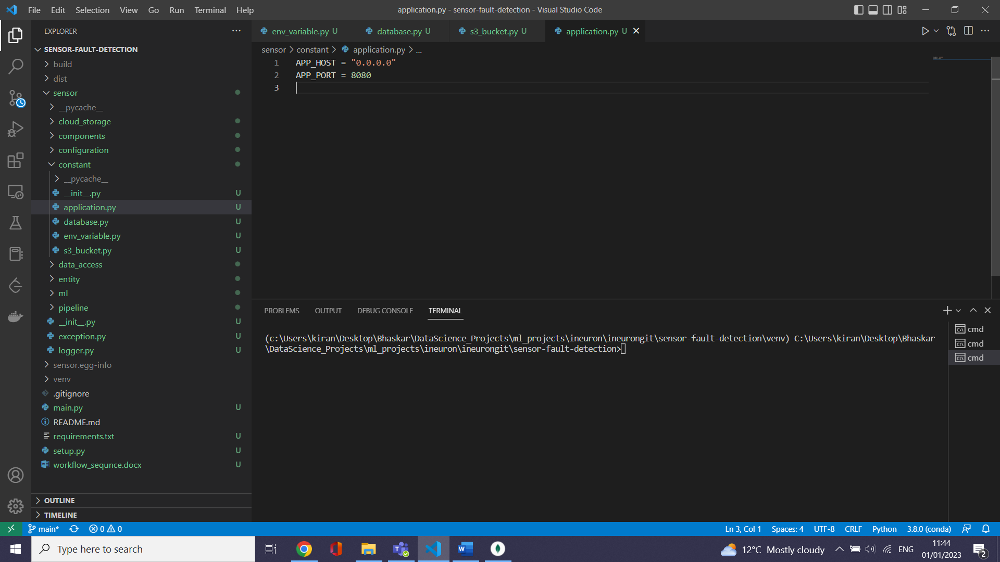 File Edit Selection View Go Run Terminal Help
application.py - sensor-fault-detection - Visual Studio Code
EXPLORER
SENSOR-FAULT-DETECTION
build
dist
sensor
__pycache__
cloud_storage
components
configuration
constant
__pycache__
__init__.py U
application.py U
database.py U
env_variable.py U
s3_bucket.py U
data_access
entity
ml
pipeline
__init__.py U
exception.py U
logger.py U
sensor.egg-info
venv
.gitignore
main.py U
README.md
requirements.txt U
setup.py U
workflow_sequnce.docx U
OUTLINE
TIMELINE
env_variable.py U database.py U s3_bucket.py U application.py U
sensor > constant > application.py > ...
1 APP_HOST = "0.0.0.0"
2 APP_PORT = 8080
3
PROBLEMS OUTPUT DEBUG CONSOLE TERMINAL
(c:\Users\kiran\Desktop\Bhaskar\DataScience_Projects\ml_projects\ineuron\ineurongit\sensor-fault-detection\venv) C:\Users\kiran\Desktop\Bhaskar
\DataScience_Projects\ml_projects\ineuron\ineurongit\sensor-fault-detection>
cmd
cmd
cmd
main* 0 0 Ln 3, Col 1 Spaces: 4 UTF-8 CRLF Python 3.8.0 (conda)
Type here to search
12°C Mostly cloudy ENG
11:44
01/01/2023
2